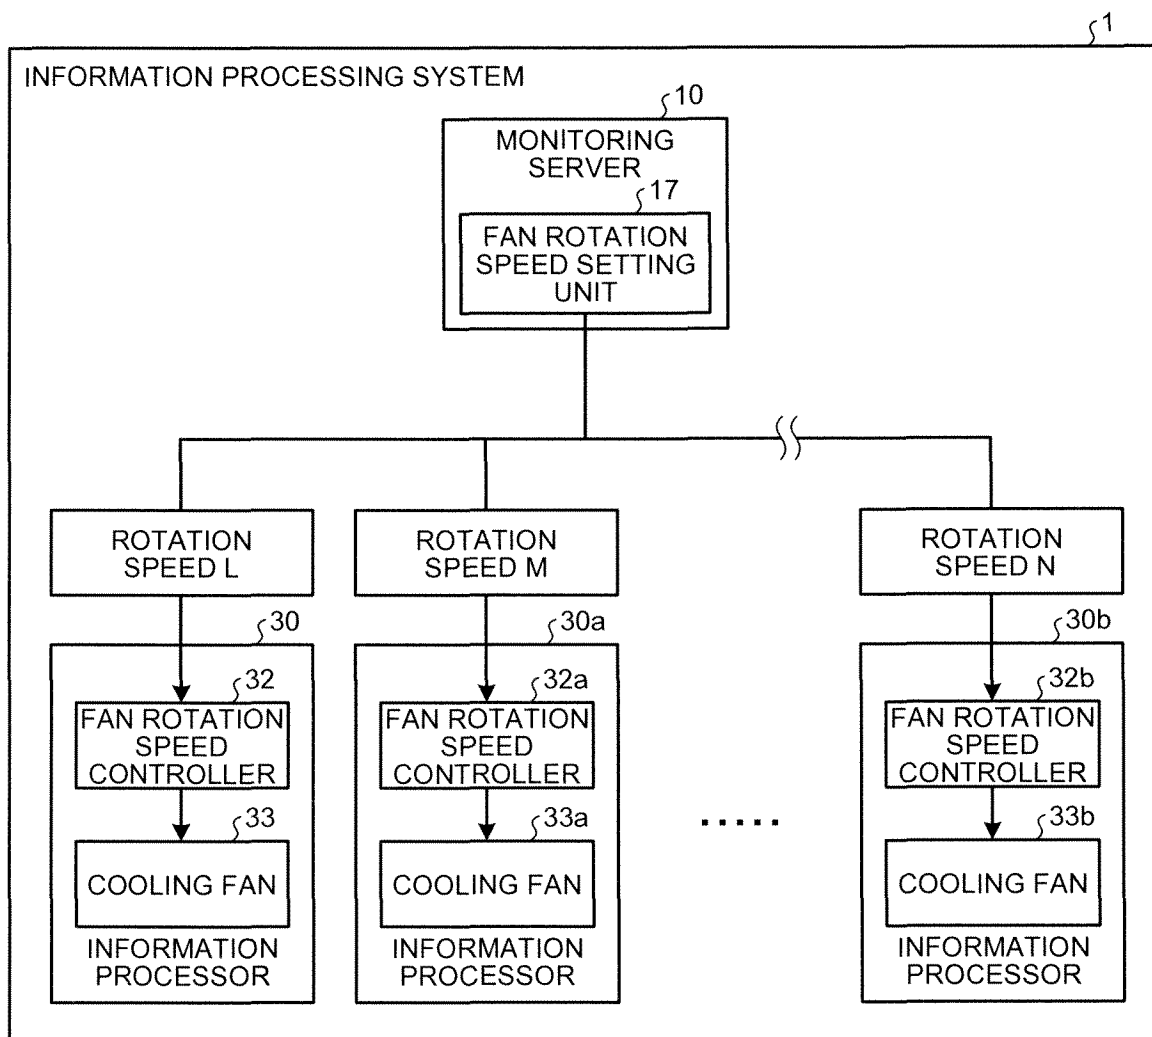 1
INFORMATION PROCESSING SYSTEM
10
MONITORING
SERVER
17
FAN ROTATION
SPEED SETTING
UNIT
ROTATION
SPEED L
ROTATION
SPEED M
ROTATION
SPEED N
30
30a
30b
32
FAN ROTATION
SPEED
CONTROLLER
32a
FAN ROTATION
SPEED
CONTROLLER
32b
FAN ROTATION
SPEED
CONTROLLER
.....
33
COOLING FAN
33a
COOLING FAN
33b
COOLING FAN
INFORMATION
PROCESSOR
INFORMATION
PROCESSOR
INFORMATION
PROCESSOR